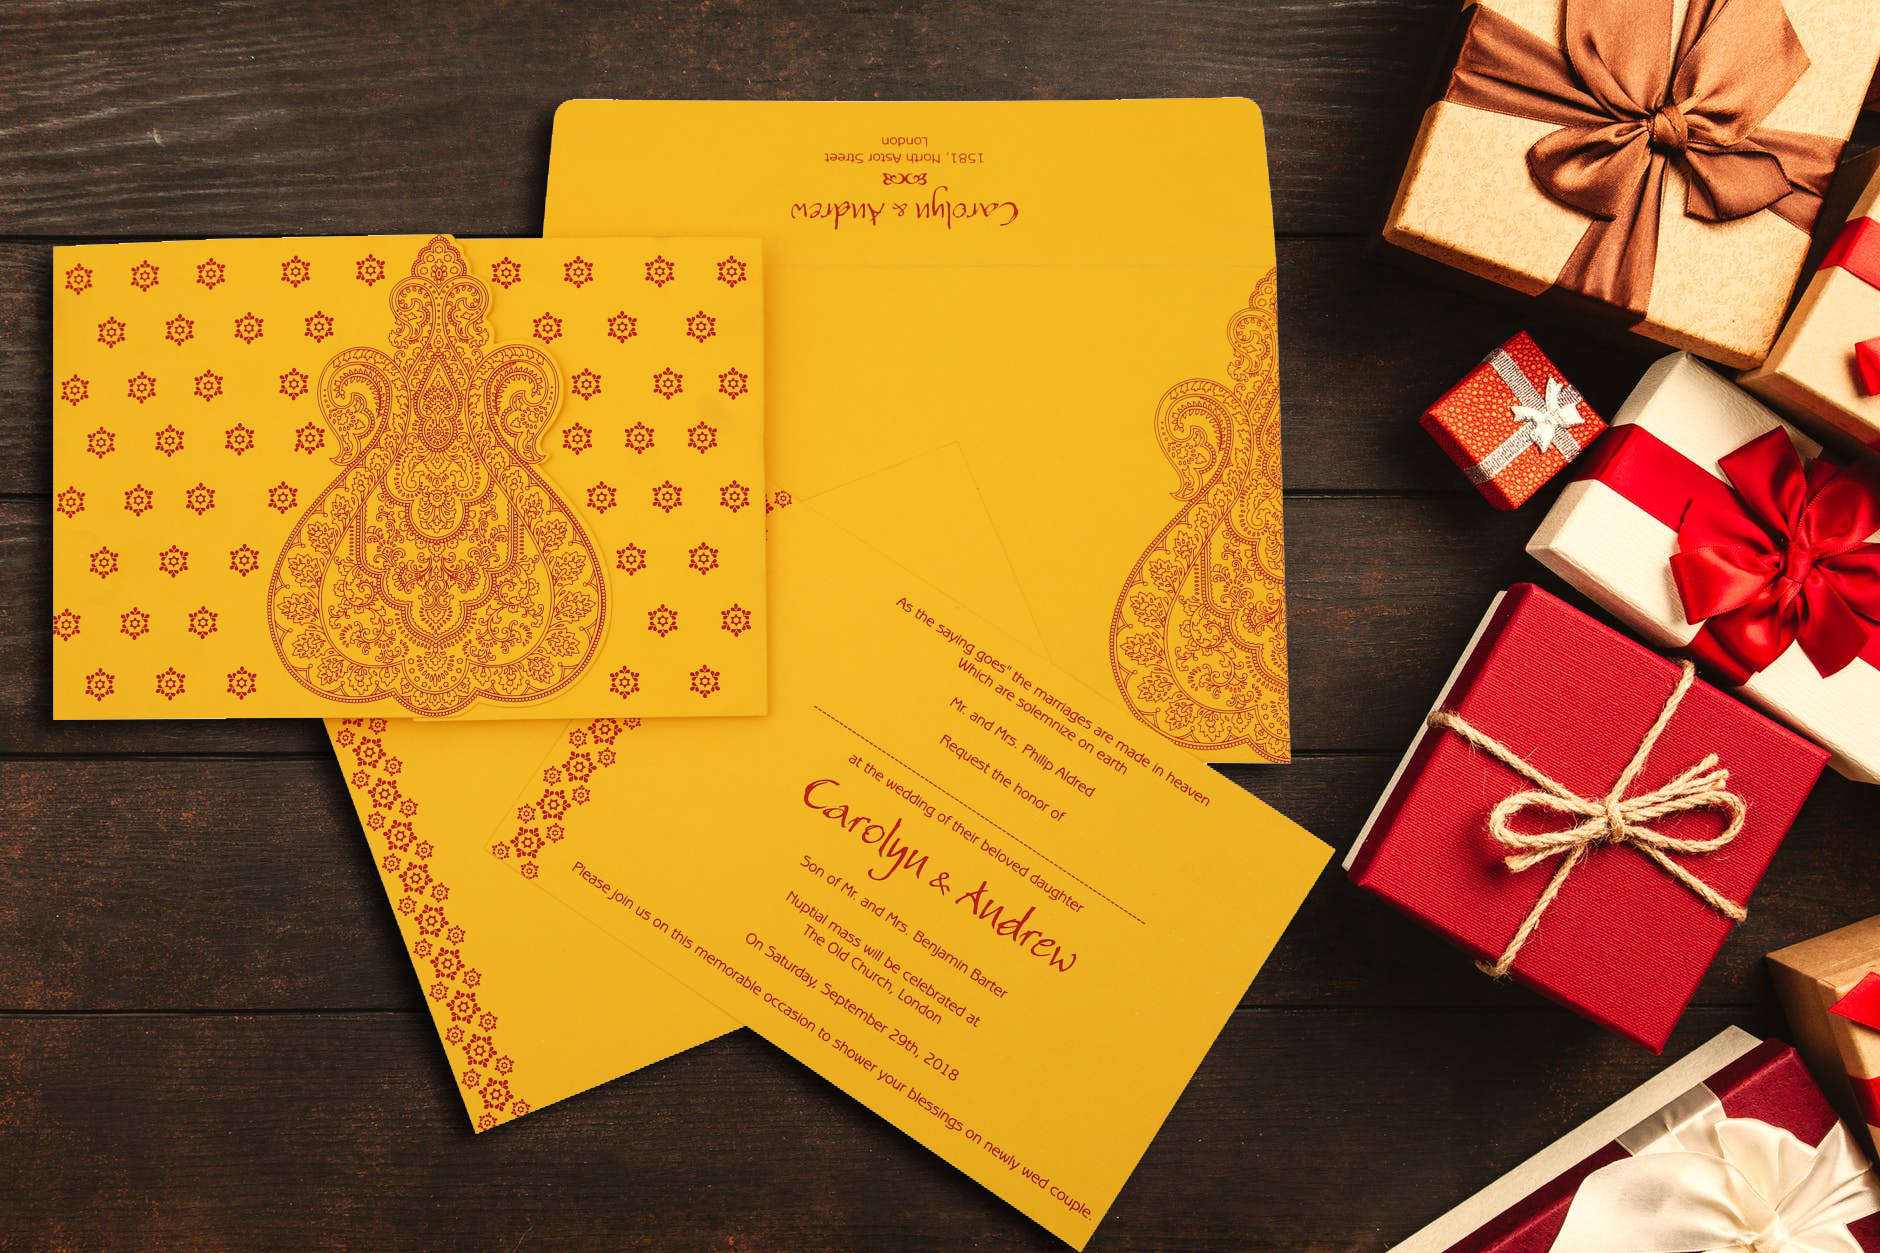 Carolyn & Andrew
1581, North Astor Street
London
As the saying goes" the marriages are made in heaven
Which are solemnize on earth
Mr. and Mrs. Philip Aldred
Request the honor of
at the wedding of their beloved daughter
Carolyn & Andrew
Son of Mr. and Mrs. Benjamin Barter
Nuptial mass will be celebrated at
The Old Church, London
On Saturday, September 29th, 2018
Please join us on this memorable occasion to shower your blessings on newly wed couple.